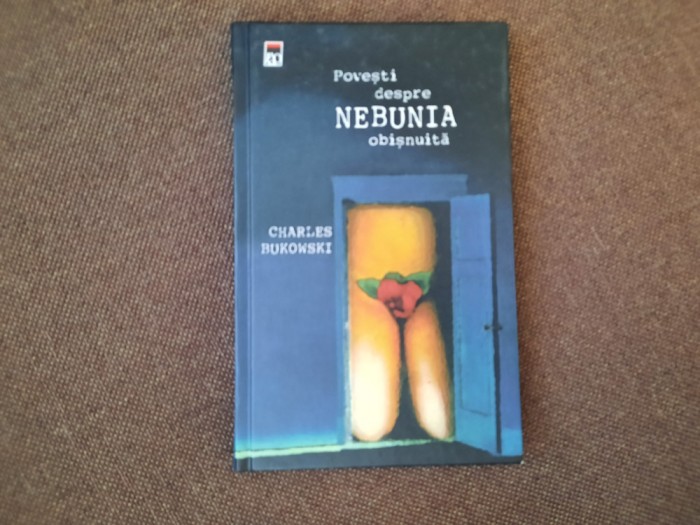 Povești
despre
NEBUNIA
obișnuită
CHARLES
BUKOWSKI